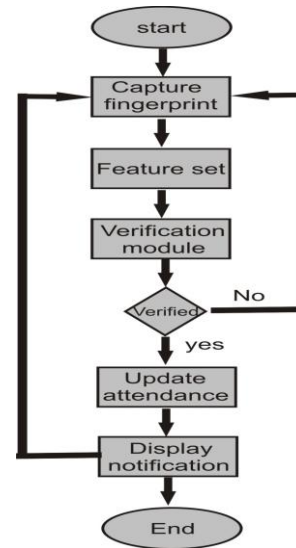 start
Capture
fingerprint
Feature set
Verification
module
Verified
No
yes
Update
attendance
Display
notification
End